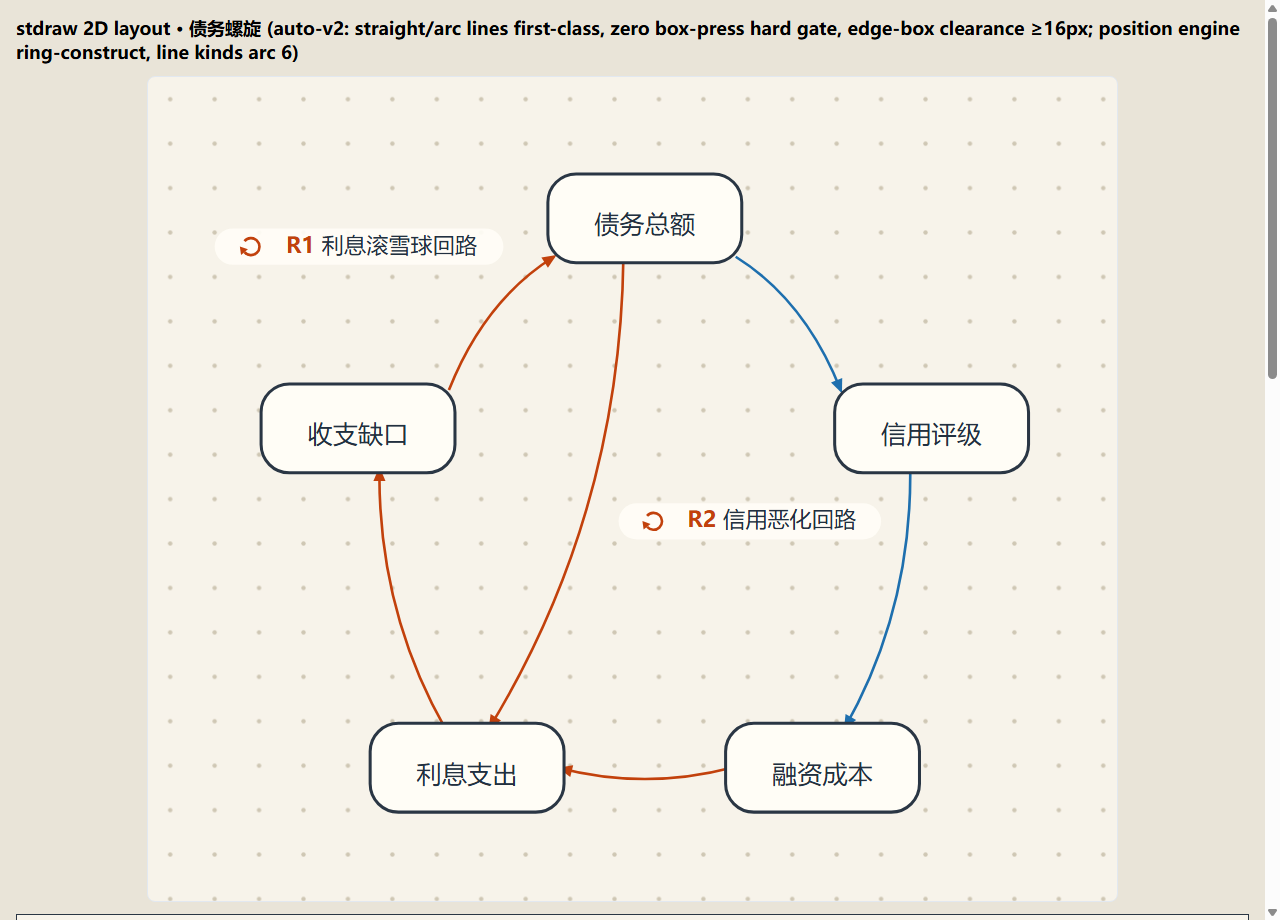 stdraw 2D layout • 债务螺旋 (auto-v2: straight/arc lines first-class, zero box-press hard gate, edge-box clearance ≥16px; position engine
ring-construct, line kinds arc 6)
债务总额
R1 利息滚雪球回路
收支缺口
信用评级
R2 信用恶化回路
利息支出
融资成本